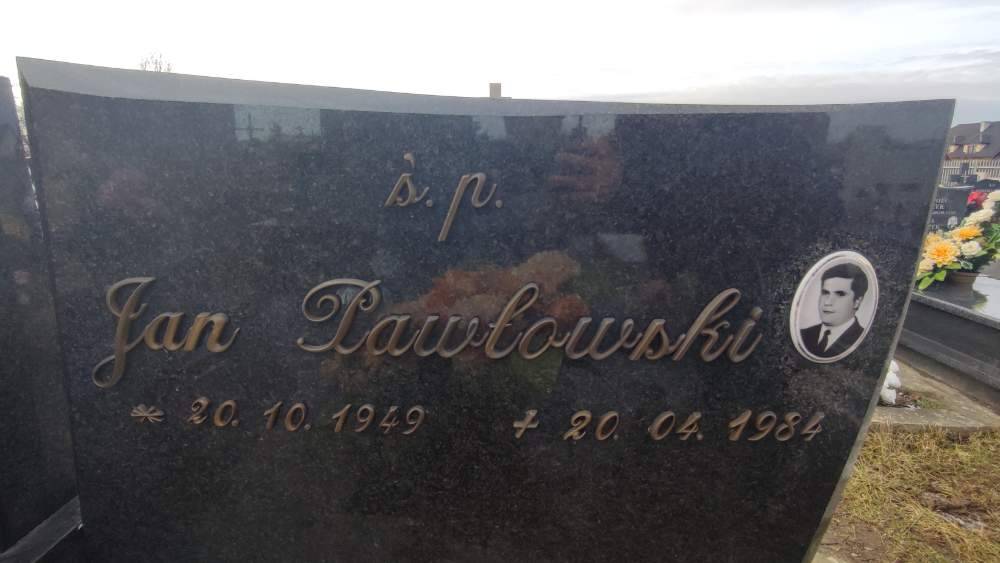 ś. p.
Jan Pawłowski
* 20. 10. 1949 + 20. 04. 1984